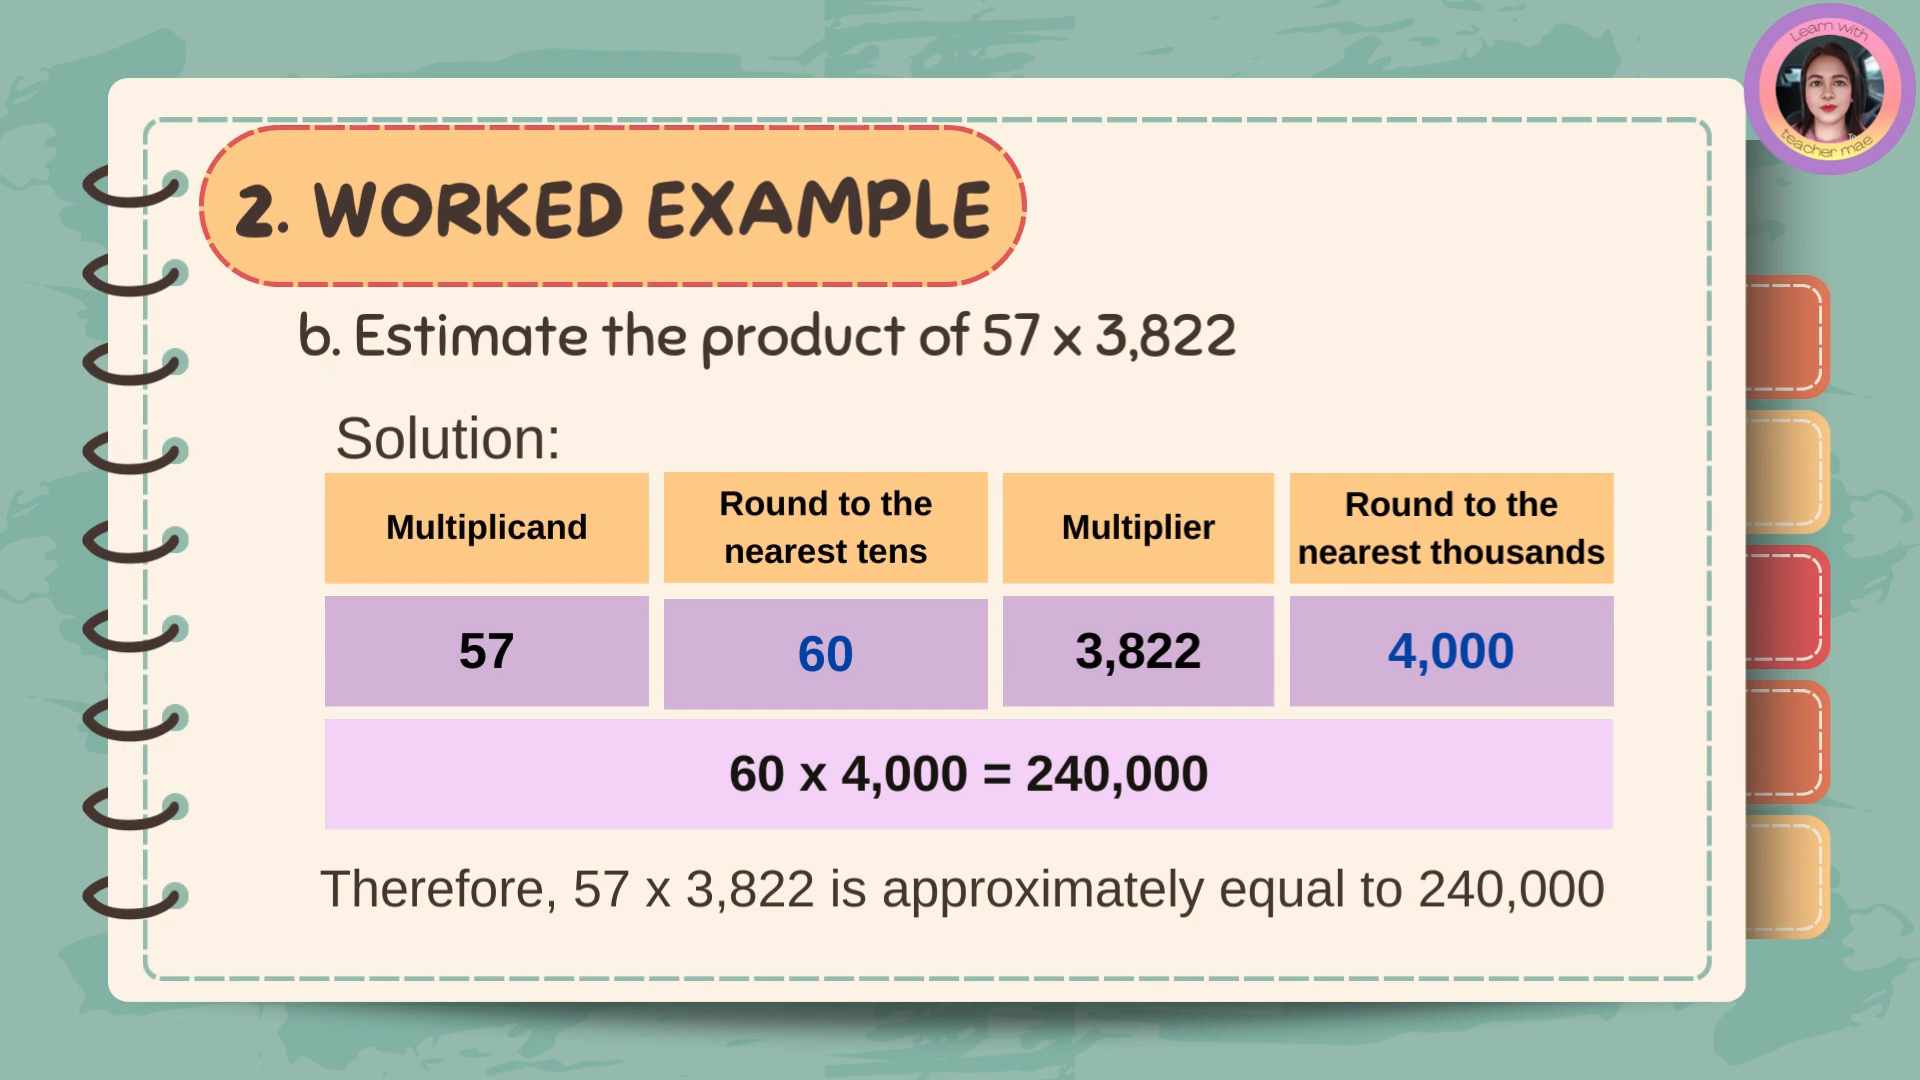 Learn with
teacher mae
2. WORKED EXAMPLE
b. Estimate the product of 57 x 3,822
Solution:
Multiplicand
Round to the
nearest tens
Multiplier
Round to the
nearest thousands
57
60
3,822
4,000
60 x 4,000 = 240,000
Therefore, 57 x 3,822 is approximately equal to 240,000